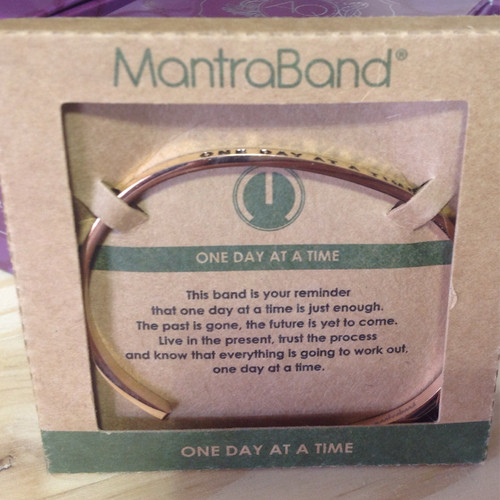 MantraBand®
ONE DAY AT A TIME
ONE DAY AT A TIME
This band is your reminder
that one day at a time is just enough.
The past is gone, the future is yet to come.
Live in the present, trust the process
and know that everything is going to work out,
one day at a time.
ONE DAY AT A TIME